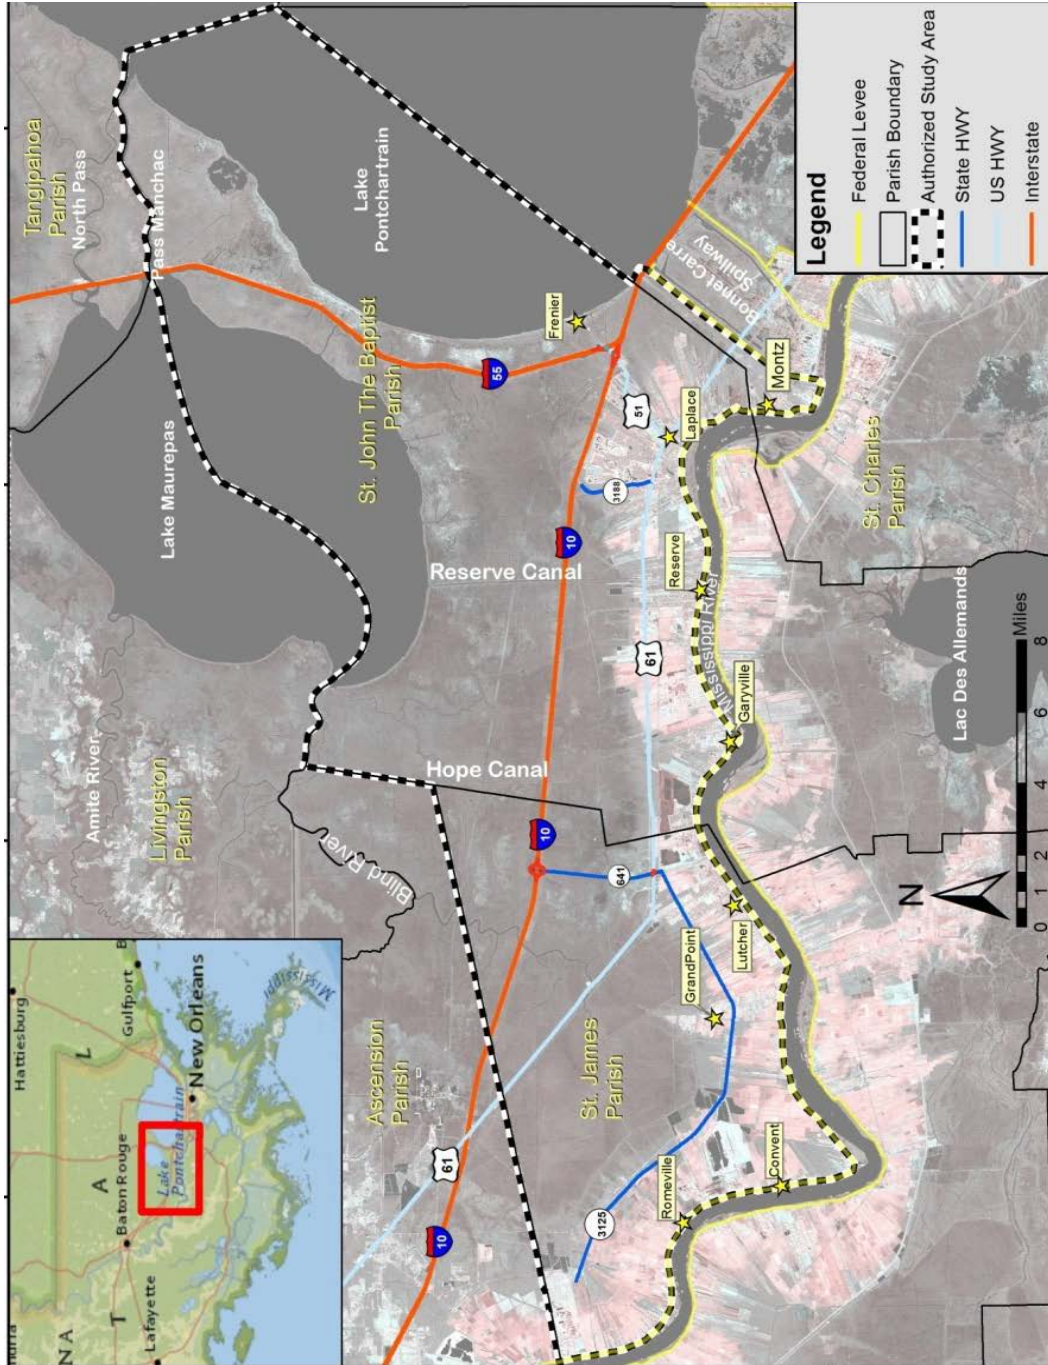 Hattiesburg
Gulfport
B
L
A
Baton Rouge
T
N A
Lafayette
Lake
Pontchartrain
New Orleans
Mississippi
Tangipahoa
Parish
North Pass
Pass Manchac
Lake Maurepas
Amite River
Livingston
Parish
Blind River
Ascension
Parish
Lake
Pontchartrain
St. John The Baptist
Parish
55
Frenier
10
10
10
61
Reserve Canal
Hope Canal
Bonnet Carre
Spillway
51
Laplace
3188
61
Reserve
Montz
641
Garyville
Mississippi River
Lutcher
GrandPoint
St. James
Parish
3125
Romeville
Convent
St. Charles
Parish
Lac Des Allemands
N
0 1 2 4 6 8
Miles
Legend
Federal Levee
Parish Boundary
Authorized Study Area
State HWY
US HWY
Interstate